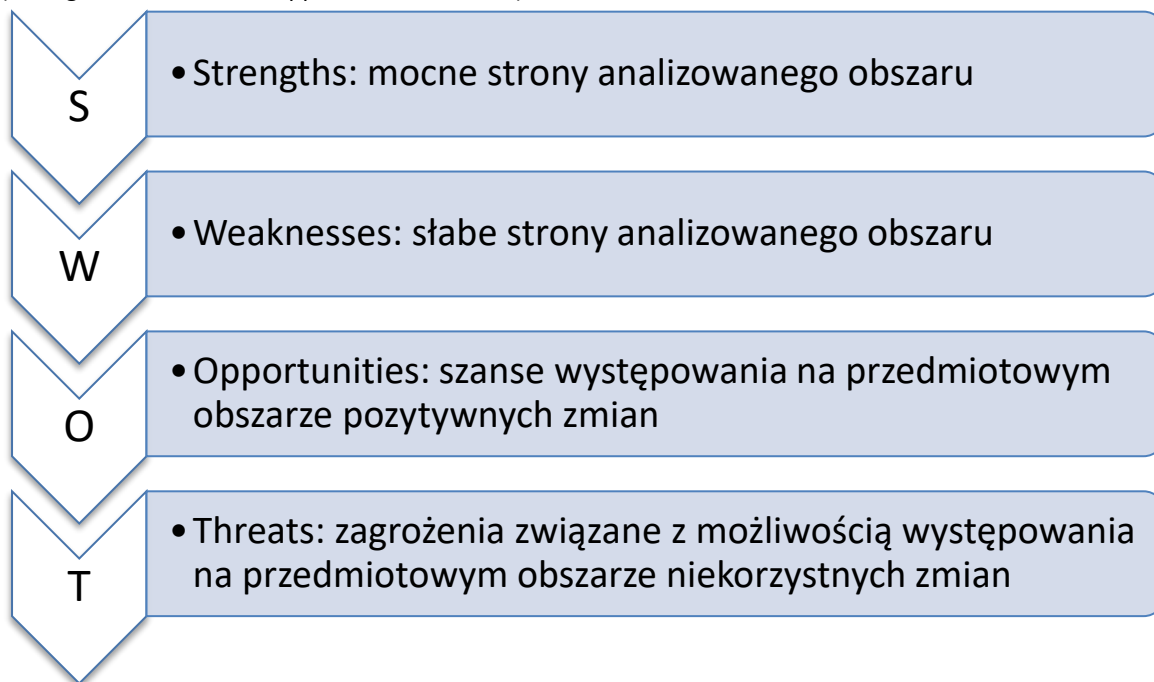 S
• Strengths: mocne strony analizowanego obszaru
W
• Weaknesses: słabe strony analizowanego obszaru
O
• Opportunities: szanse występowania na przedmiotowym
obszarze pozytywnych zmian
T
• Threats: zagrożenia związane z możliwością występowania
na przedmiotowym obszarze niekorzystnych zmian